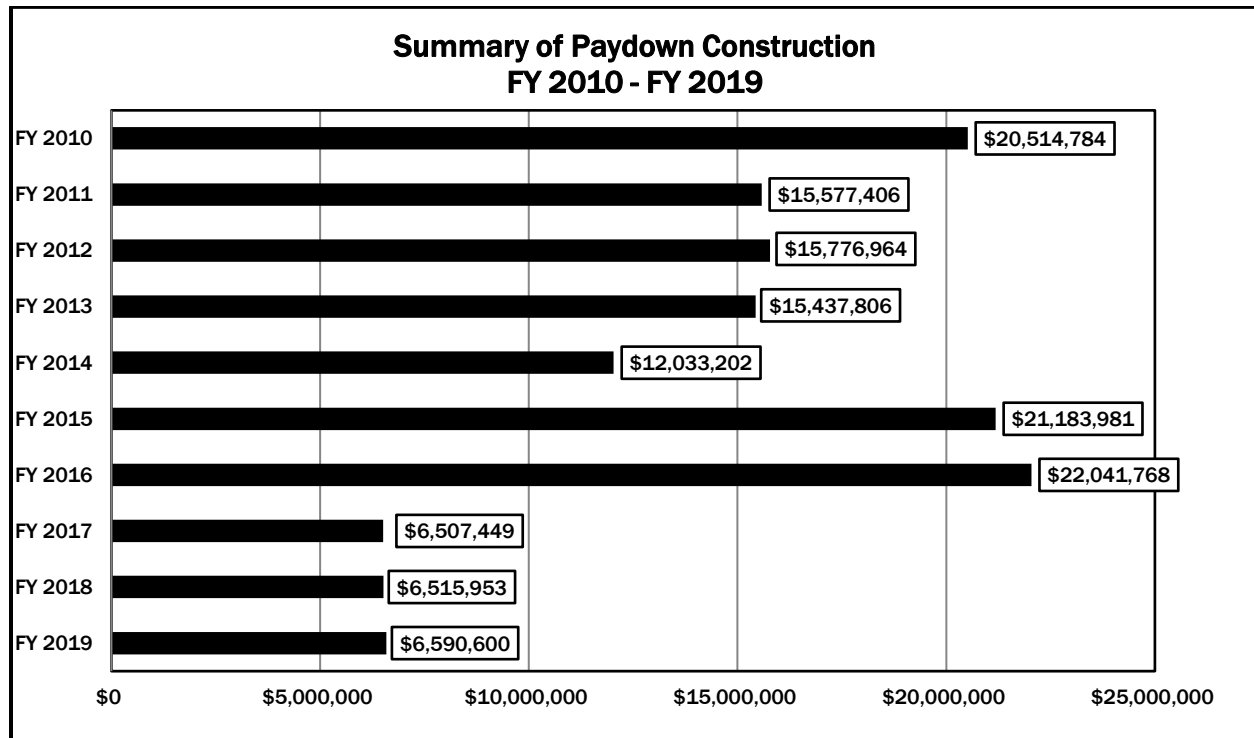 Summary of Paydown Construction
FY 2010 - FY 2019
FY 2010 $20,514,784
FY 2011 $15,577,406
FY 2012 $15,776,964
FY 2013 $15,437,806
FY 2014 $12,033,202
FY 2015 $21,183,981
FY 2016 $22,041,768
FY 2017 $6,507,449
FY 2018 $6,515,953
FY 2019 $6,590,600
$0 $5,000,000 $10,000,000 $15,000,000 $20,000,000 $25,000,000